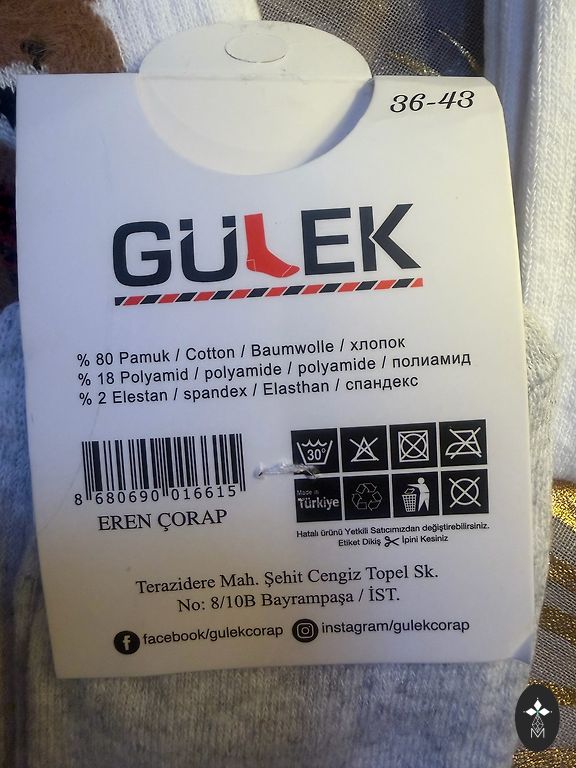 36-43
GÜLEK
% 80 Pamuk / Cotton / Baumwolle / хлопок
% 18 Polyamid / polyamide / polyamide / полиамид
% 2 Elestan / spandex / Elasthan / спандекс
8 680690 016615
EREN ÇORAP
30°
Made in
Türkiye
Hatalı ürünü Yetkili Satıcımızdan değiştirebilirsiniz.
Etiket Dikiş İpini Kesiniz
Terazidere Mah. Şehit Cengiz Topel Sk.
No: 8/10B Bayrampaşa / İST.
facebook/gulekcorap instagram/gulekcorap
M